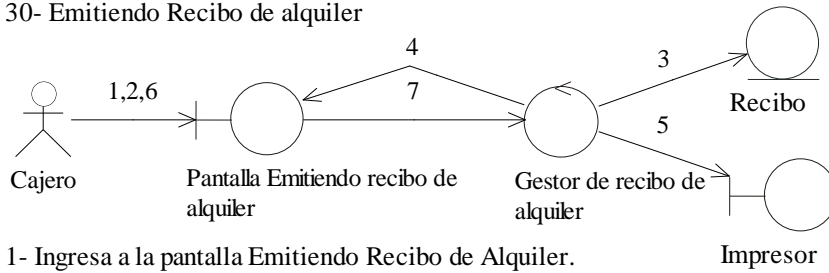 30- Emitiendo Recibo de alquiler
4
3
1,2,6
7
Recibo
5
Cajero
Pantalla Emitiendo recibo de
alquiler
Gestor de recibo de
alquiler
1- Ingresa a la pantalla Emitiendo Recibo de Alquiler.
Impresor